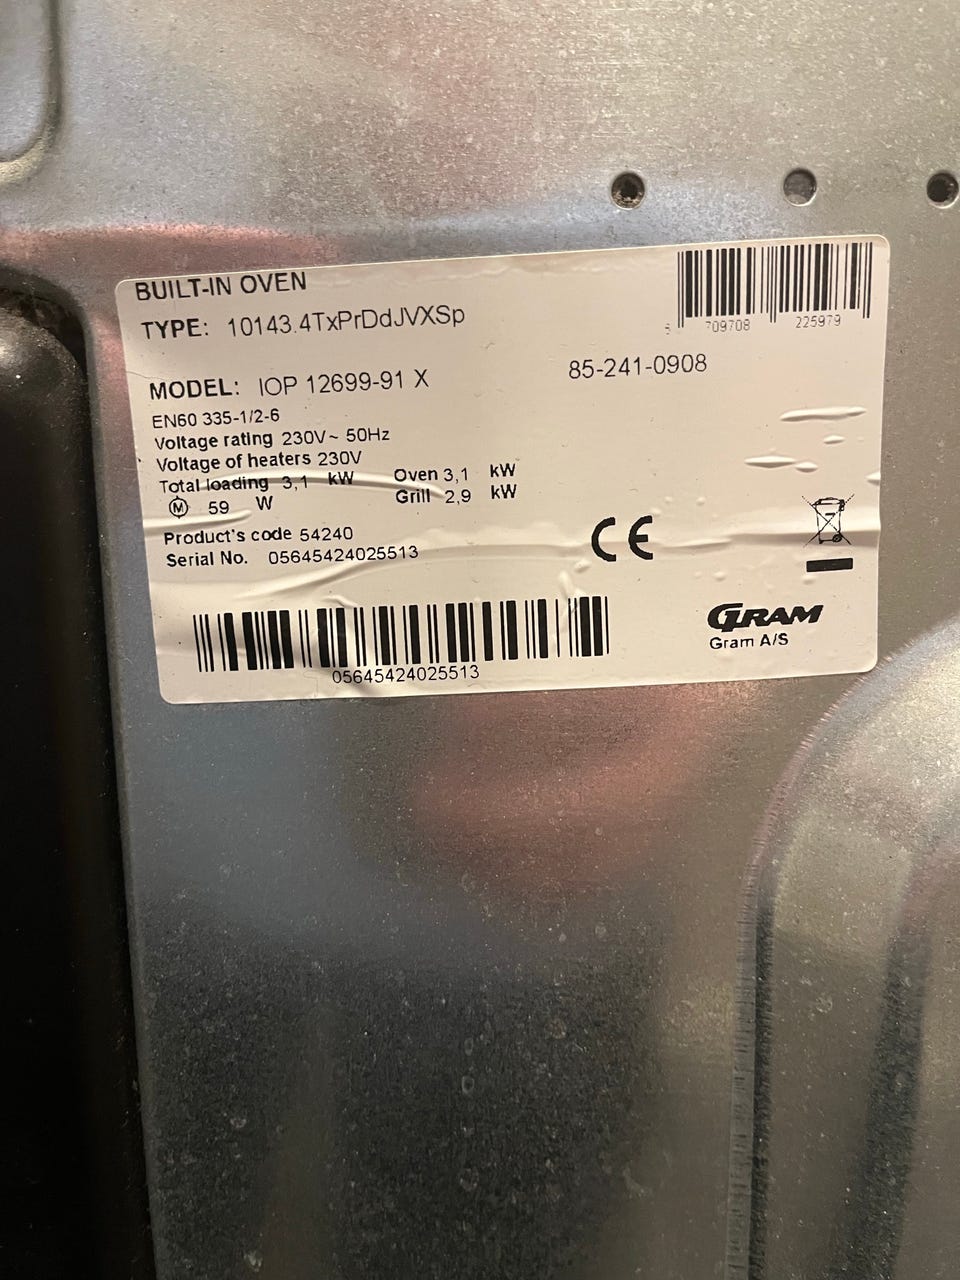 BUILT-IN OVEN
TYPE: 10143.4TxPrDdJVXSp
709708 225979
MODEL: IOP 12699-91 X
85-241-0908
EN60 335-1/2-6
Voltage rating 230V~ 50Hz
Voltage of heaters 230V
Total loading 3,1 kW Oven 3,1 kW
M 59 W Grill 2,9 kW
Product's code 54240
Serial No. 05645424025513
CE
05645424025513
GRAM
Gram A/S